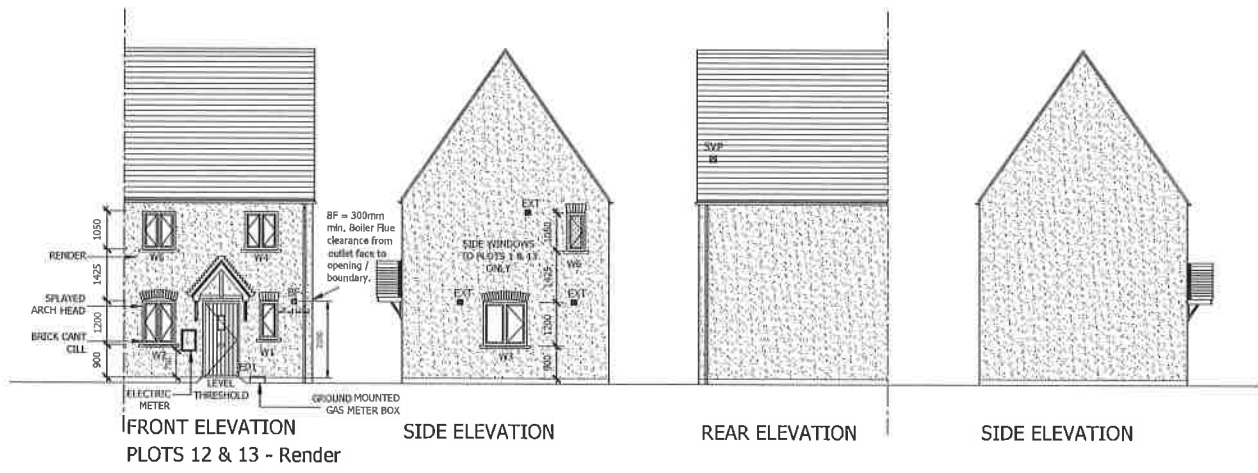 1050
RENDER
1425
SPLAYED
ARCH HEAD
1200
BRICK CANT
CILL
900
W4
W1
ED1
BF = 300mm
min. Boiler Flue
clearance from
outlet face to
opening /
boundary.
ELECTRIC
METER
LEVEL
THRESHOLD
GROUND MOUNTED
GAS METER BOX
FRONT ELEVATION
PLOTS 12 & 13 - Render
EXT
1050
SIDE WINDOWS
TO PLOTS 1 & 13
ONLY
W6
1425
EXT
EXT
1200
W3
900
SIDE ELEVATION
SVP
REAR ELEVATION
SIDE ELEVATION